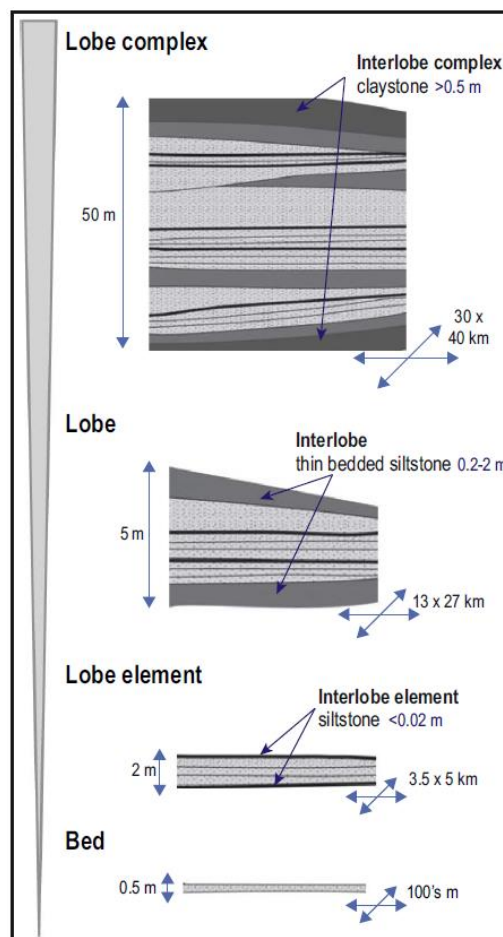 Lobe complex
Interlobe complex
claystone >0.5 m
50 m
30 x
40 km
Lobe
Interlobe
thin bedded siltstone 0.2-2 m
5 m
13 x 27 km
Lobe element
Interlobe element
siltstone <0.02 m
2 m
3.5 x 5 km
Bed
0.5 m
100's m